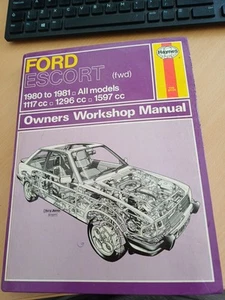 FORD
Haynes
ESCORT (fwd)
1980 to 1981 □ All models
1117 cc □ 1296 cc □ 1597 cc
Owners Workshop Manual